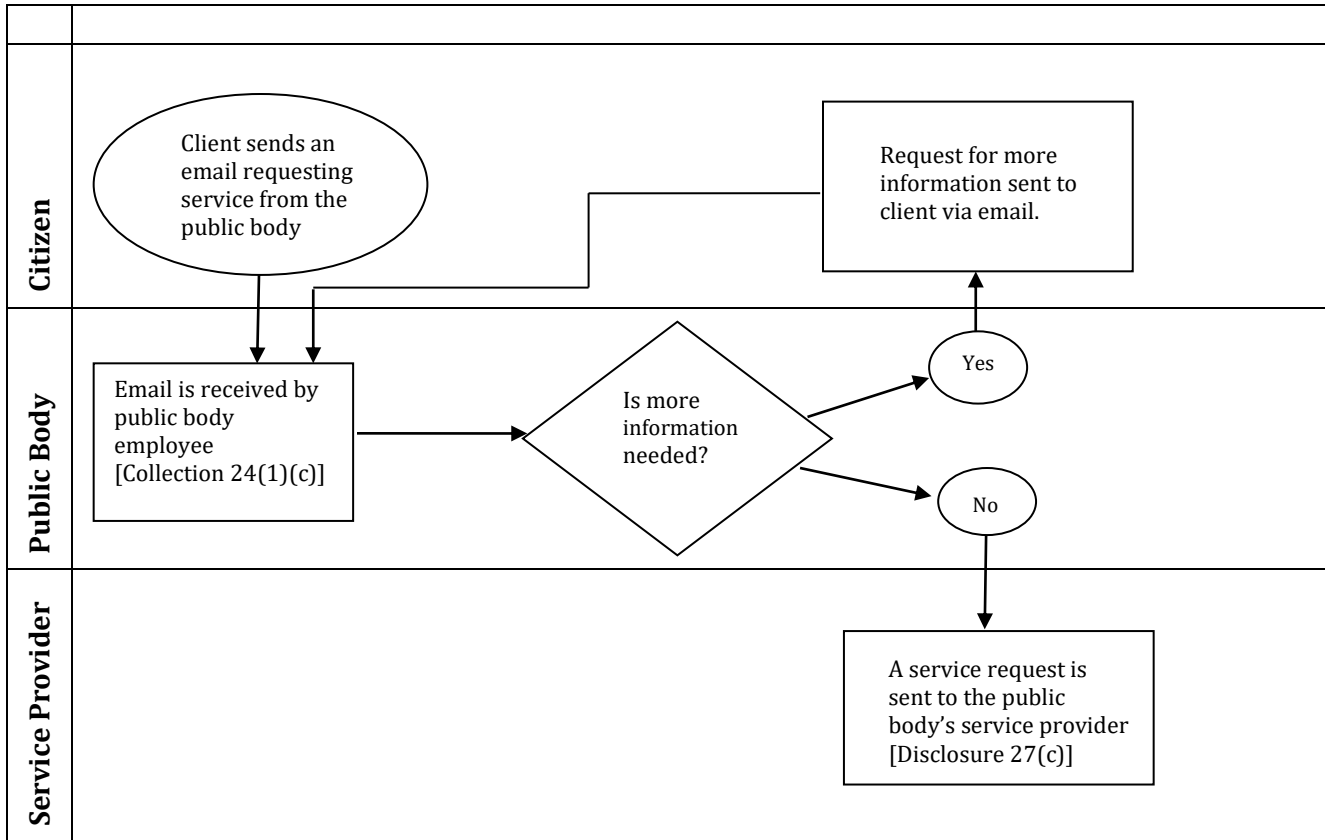 Citizen
Client sends an
email requesting
service from the
public body
Request for more
information sent to
client via email.
Public Body
Email is received by
public body
employee
[Collection 24(1)(c)]
Is more
information
needed?
Yes
No
Service Provider
A service request is
sent to the public
body’s service provider
[Disclosure 27(c)]